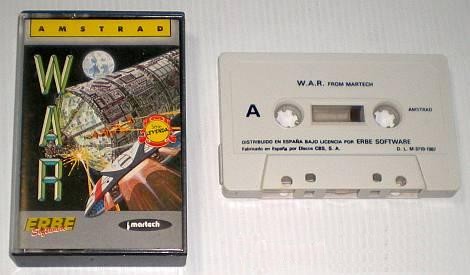 AMSTRAD
W
A
R
LEYENDA
ERBE
Software
martech
W.A.R. FROM MARTECH
A
AMSTRAD
DISTRIBUIDO EN ESPAÑA BAJO LICENCIA POR ERBE SOFTWARE
Fabricado en España por Discos CBS, S. A.
D. L. M